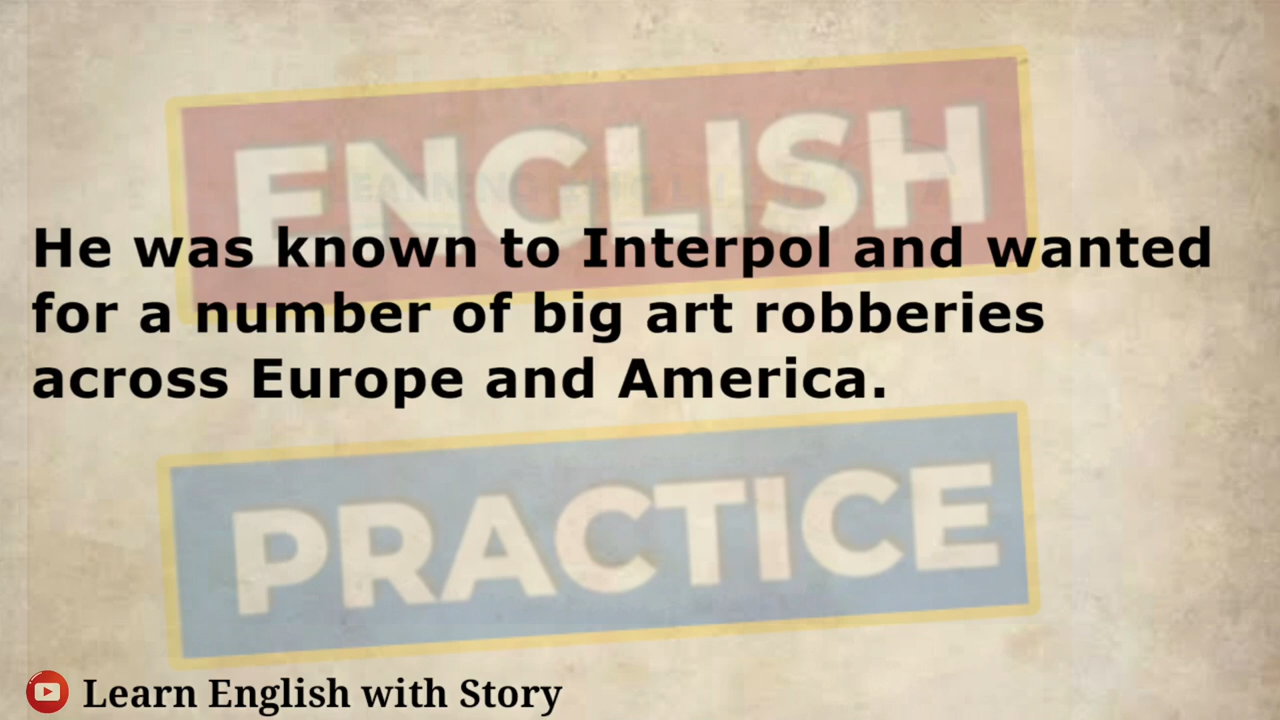 ENGLISH
He was known to Interpol and wanted
for a number of big art robberies
across Europe and America.
PRACTICE
Learn English with Story